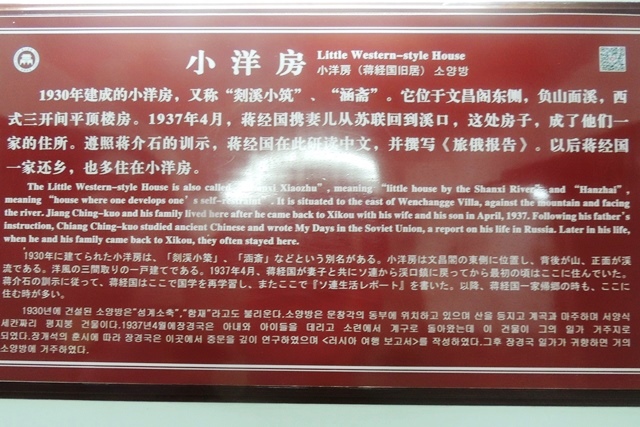 小洋房 Little Western-style House
小洋房（蒋経国旧居） 소양방
1930年建成的小洋房，又称“剡溪小筑”、“涵斋”。它位于文昌阁东侧，负山面溪，西
式三开间平顶楼房。1937年4月，蒋经国携妻儿从苏联回到溪口，这处房子，成了他们一
家的住所。遵照蒋介石的训示，蒋经国在此研读中文，并撰写《旅俄报告》。以后蒋经国
一家还乡，也多住在小洋房。
The Little Western-style House is also called Xiaozhu”, meaning “little house by the Shanxi River” and “Hanzhai”,
meaning “house where one develops one’s self-restraint”. It is situated to the east of Wenchangge Villa, against the mountain and facing
the river. Jiang Ching-kuo and his family lived here after he came back to Xikou with his wife and his son in April, 1937. Following his father’s
instruction, Chiang Ching-kuo studied ancient Chinese and wrote My Days in the Soviet Union, a report on his life in Russia. Later in his life,
when he and his family came back to Xikou, they often stayed here.
1930年に建てられた小洋房は、「剡溪小築」、「涵斎」などという別名がある。小洋房は文昌閣の東側に位置し、背後が山、正面が渓
流である。洋風の三間取りの一戸建てである。1937年4月、蒋経国が妻子と共にソ連から渓口鎮に戻ってから最初の頃はここに住んでいた。
蒋介石の訓示に従って、蒋経国はここで国学を再学習し、またここで『ソ連生活レポート』を書いた。以降、蒋経国一家帰郷の時も、ここに
住む時が多い。
1930년에 건설된 소양방은“섬계소축”,“함재”라고도 불리운다.소양방은 문창각의 동부에 위치하고 있으며 산을 등지고 계곡과 마주하며 서양식
세칸짜리 평지붕 건물이다.1937년4월에장경국은 아내와 아이들을 데리고 소련에서 계구로 돌아왔는데 이 건물이 그의 일가 거주지로
되었다.장개석의 훈시에 따라 장경국은 이곳에서 중문을 깊이 연구하였으며 <러시아 여행 보고서>를 작성하였다.그후 장경국 일가가 귀향하면 거의
소양방에 거주하였다.